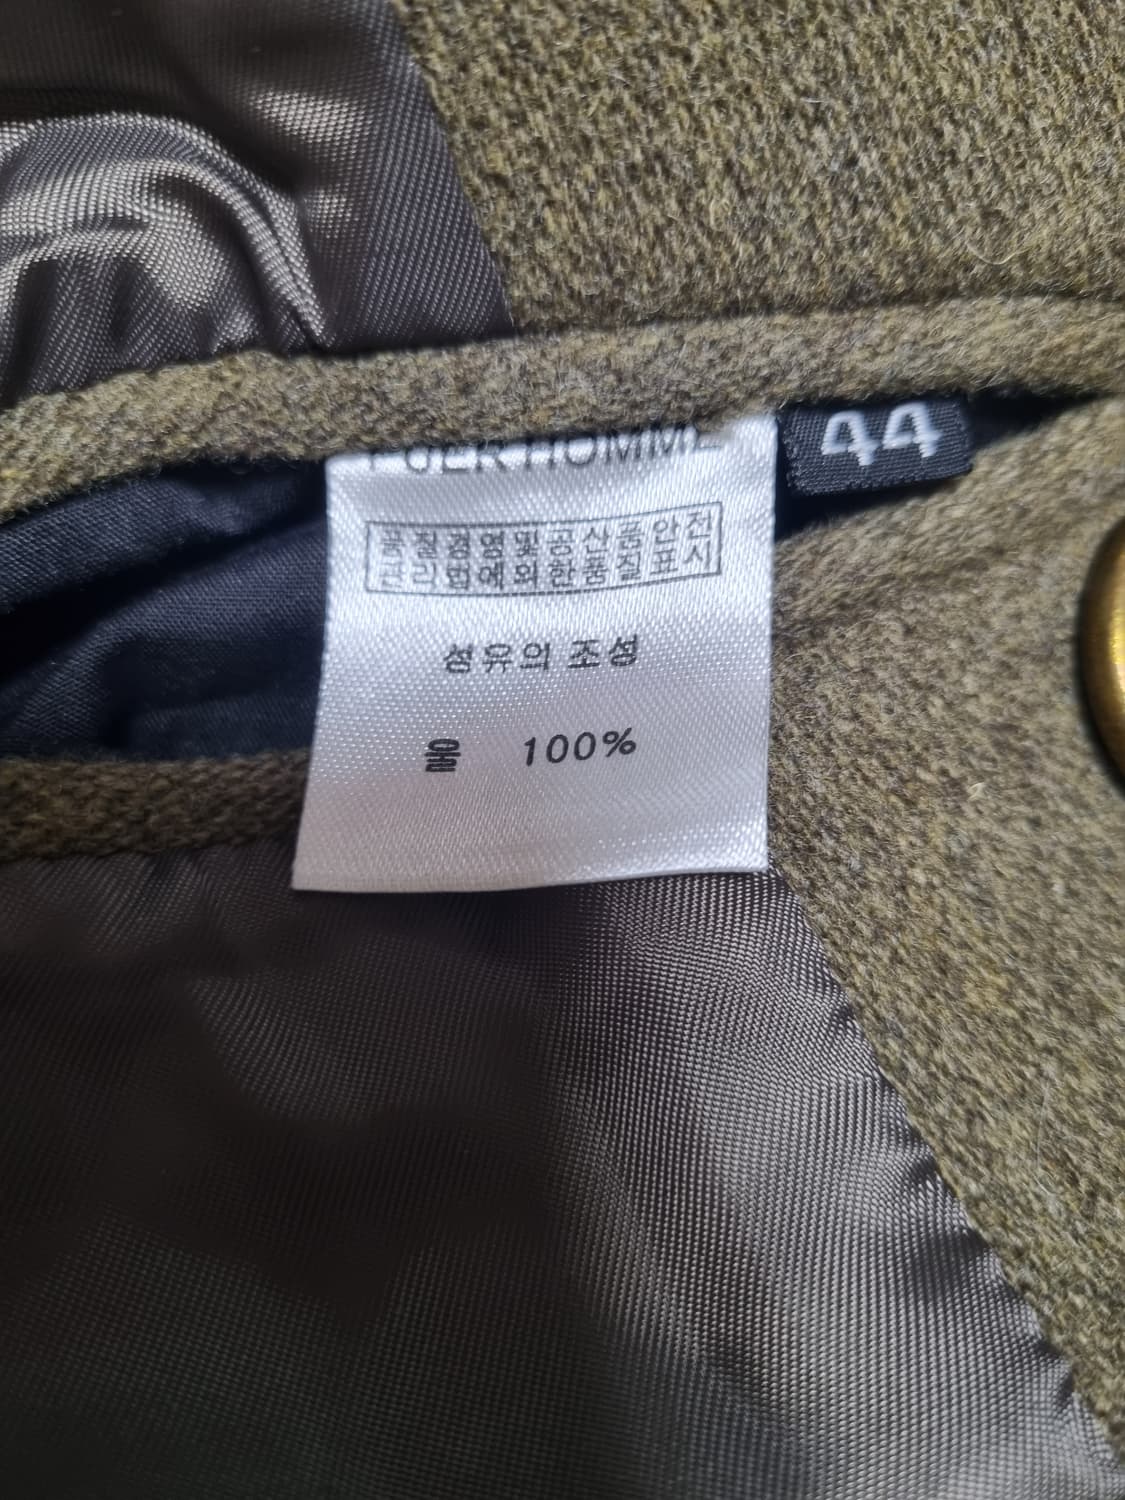 HOMME
44
품질경영및공산품안전
관리법에의한품질표시
섬유의 조성
울 100%